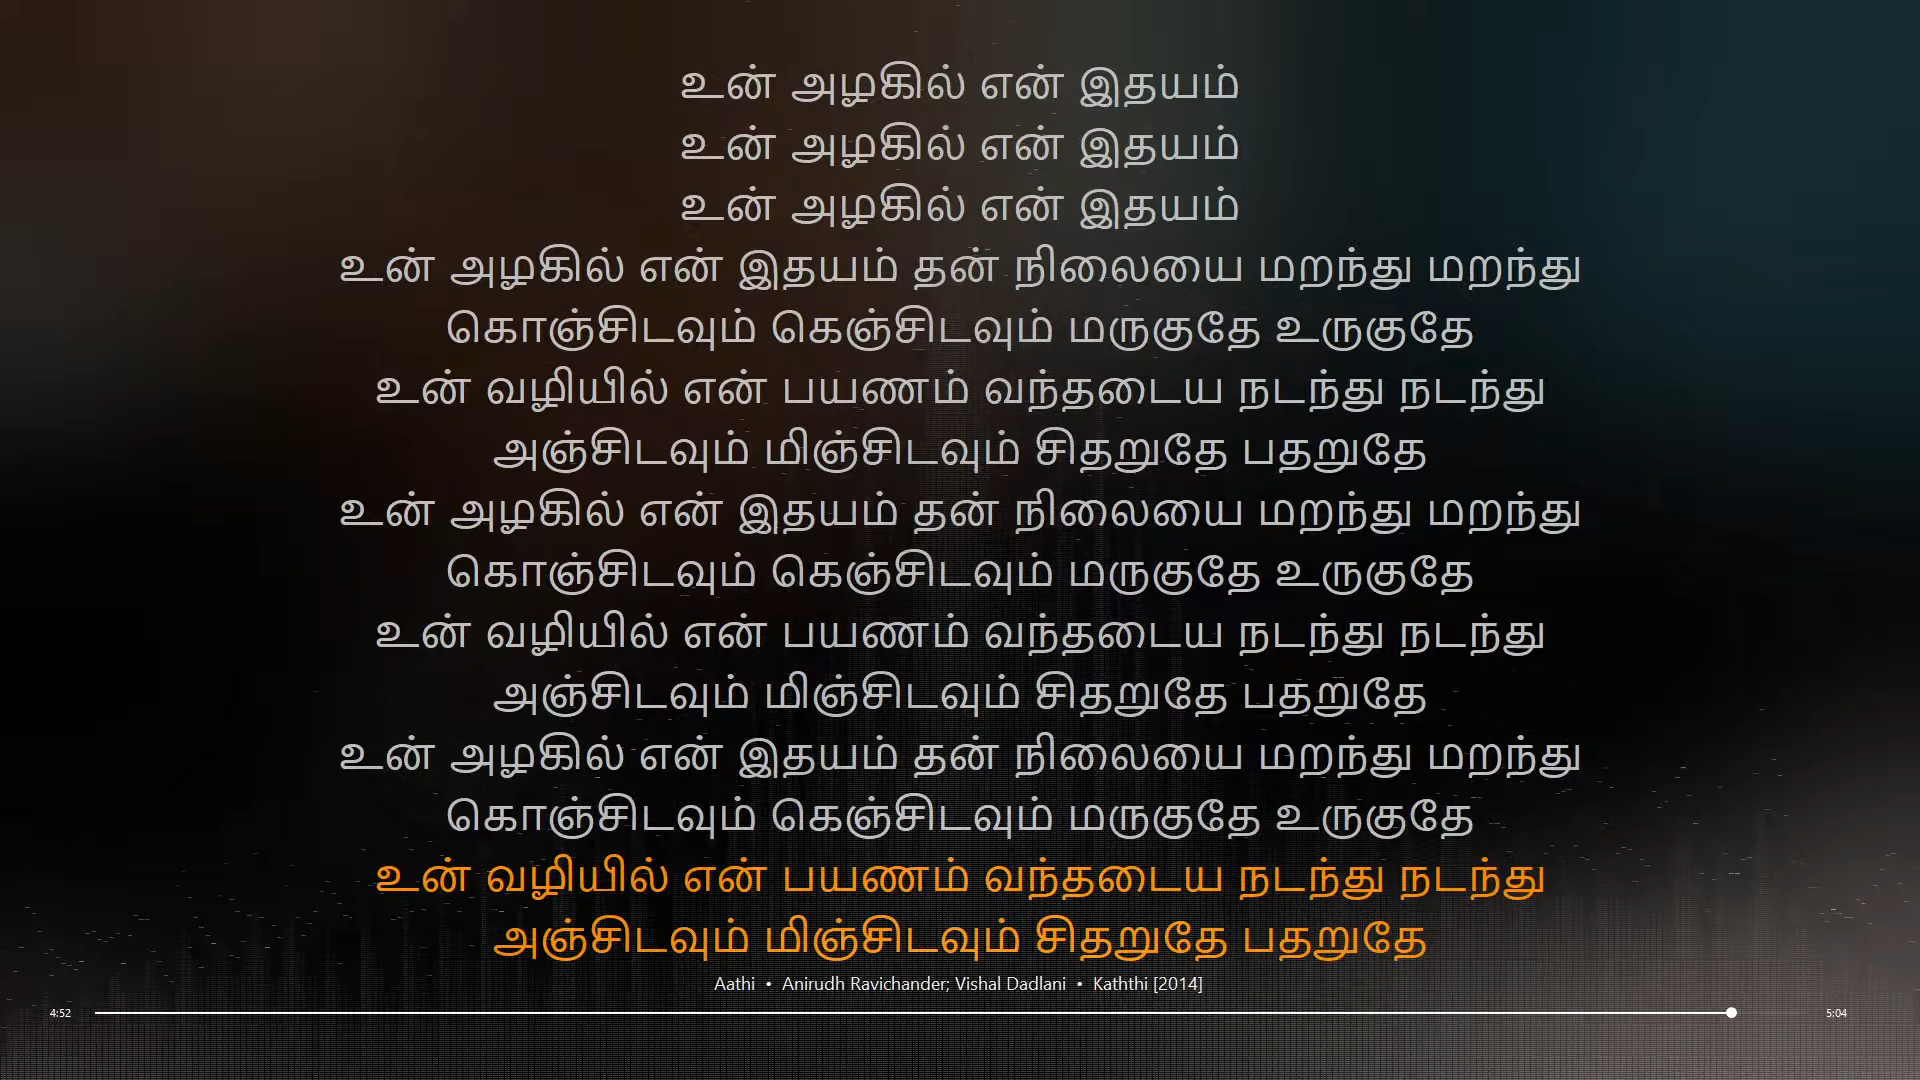 உன் அழகில் என் இதயம்
உன் அழகில் என் இதயம்
உன் அழகில் என் இதயம்
உன் அழகில் என் இதயம் தன் நிலையை மறந்து மறந்து
கொஞ்சிடவும் கெஞ்சிடவும் மருகுதே உருகுதே
உன் வழியில் என் பயணம் வந்தடைய நடந்து நடந்து
அஞ்சிடவும் மிஞ்சிடவும் சிதறுதே பதறுதே
உன் அழகில் என் இதயம் தன் நிலையை மறந்து மறந்து
கொஞ்சிடவும் கெஞ்சிடவும் மருகுதே உருகுதே
உன் வழியில் என் பயணம் வந்தடைய நடந்து நடந்து
அஞ்சிடவும் மிஞ்சிடவும் சிதறுதே பதறுதே
உன் அழகில் என் இதயம் தன் நிலையை மறந்து மறந்து
கொஞ்சிடவும் கெஞ்சிடவும் மருகுதே உருகுதே
உன் வழியில் என் பயணம் வந்தடைய நடந்து நடந்து
அஞ்சிடவும் மிஞ்சிடவும் சிதறுதே பதறுதே
Aathi • Anirudh Ravichander; Vishal Dadlani • Kaththi [2014]
4:52 5:04